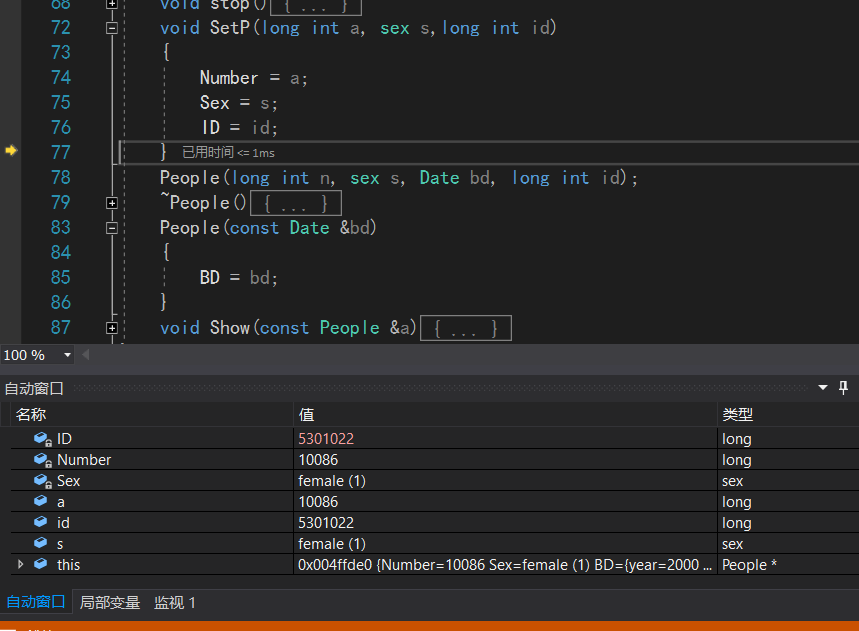 68 void stop(){ ... }
72 void SetP(long int a, sex s,long int id)
73 {
74 Number = a;
75 Sex = s;
76 ID = id;
77 } 已用时间 <= 1ms
78 People(long int n, sex s, Date bd, long int id);
79 ~People(){ ... }
83 People(const Date &bd)
84 {
85 BD = bd;
86 }
87 void Show(const People &a){ ... }
100 %
自动窗口
名称 值 类型
ID 5301022 long
Number 10086 long
Sex female (1) sex
a 10086 long
id 5301022 long
s female (1) sex
this 0x004ffde0 {Number=10086 Sex=female (1) BD={year=2000 ... People *
自动窗口 局部变量 监视 1